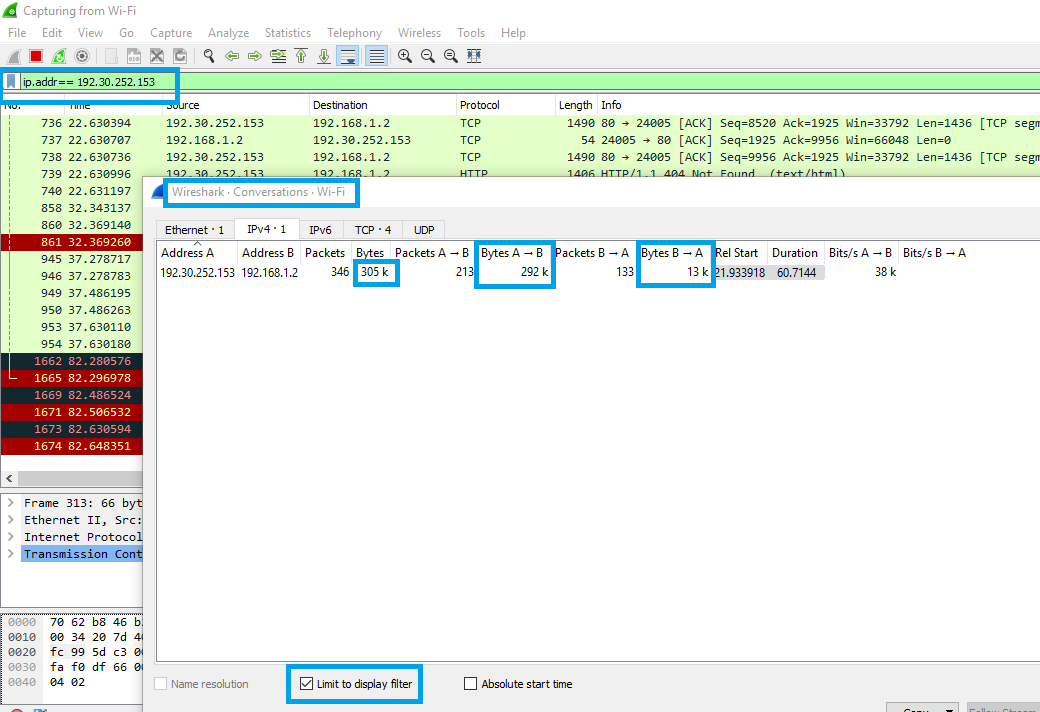 Capturing from Wi-Fi
File Edit View Go Capture Analyze Statistics Telephony Wireless Tools Help
ip.addr== 192.30.252.153
No. Time Source Destination Protocol Length Info
736 22.630394 192.30.252.153 192.168.1.2 TCP 1490 80 → 24005 [ACK] Seq=8520 Ack=1925 Win=33792 Len=1436 [TCP segm
737 22.630707 192.168.1.2 192.30.252.153 TCP 54 24005 → 80 [ACK] Seq=1925 Ack=9956 Win=66048 Len=0
738 22.630736 192.30.252.153 192.168.1.2 TCP 1490 80 → 24005 [ACK] Seq=9956 Ack=1925 Win=33792 Len=1436 [TCP segm
739 22.630996 192.30.252.153 192.168.1.2 HTTP 1406 HTTP/1.1 404 Not Found (text/html)
740 22.631197
858 32.343137
860 32.369140
861 32.369260
945 37.278717
946 37.278783
949 37.486195
950 37.486263
953 37.630110
954 37.630180
1662 82.280576
1665 82.296978
1669 82.486524
1671 82.506532
1673 82.630594
1674 82.648351
Wireshark · Conversations · Wi-Fi
Ethernet · 1 IPv4 · 1 IPv6 TCP · 4 UDP
Address A Address B Packets Bytes Packets A → B Bytes A → B Packets B → A Bytes B → A Rel Start Duration Bits/s A → B Bits/s B → A
192.30.252.153 192.168.1.2 346 305 k 213 292 k 133 13 k 21.933918 60.7144 38 k
Frame 313: 66 byt
Ethernet II, Src:
Internet Protocol
Transmission Cont
0000 70 62 b8 46 b
0010 00 34 20 7d 40
0020 fc 99 5d c3 00
0030 fa f0 df 66 00
0040 04 02
Name resolution Limit to display filter Absolute start time
Copy Follow Stream